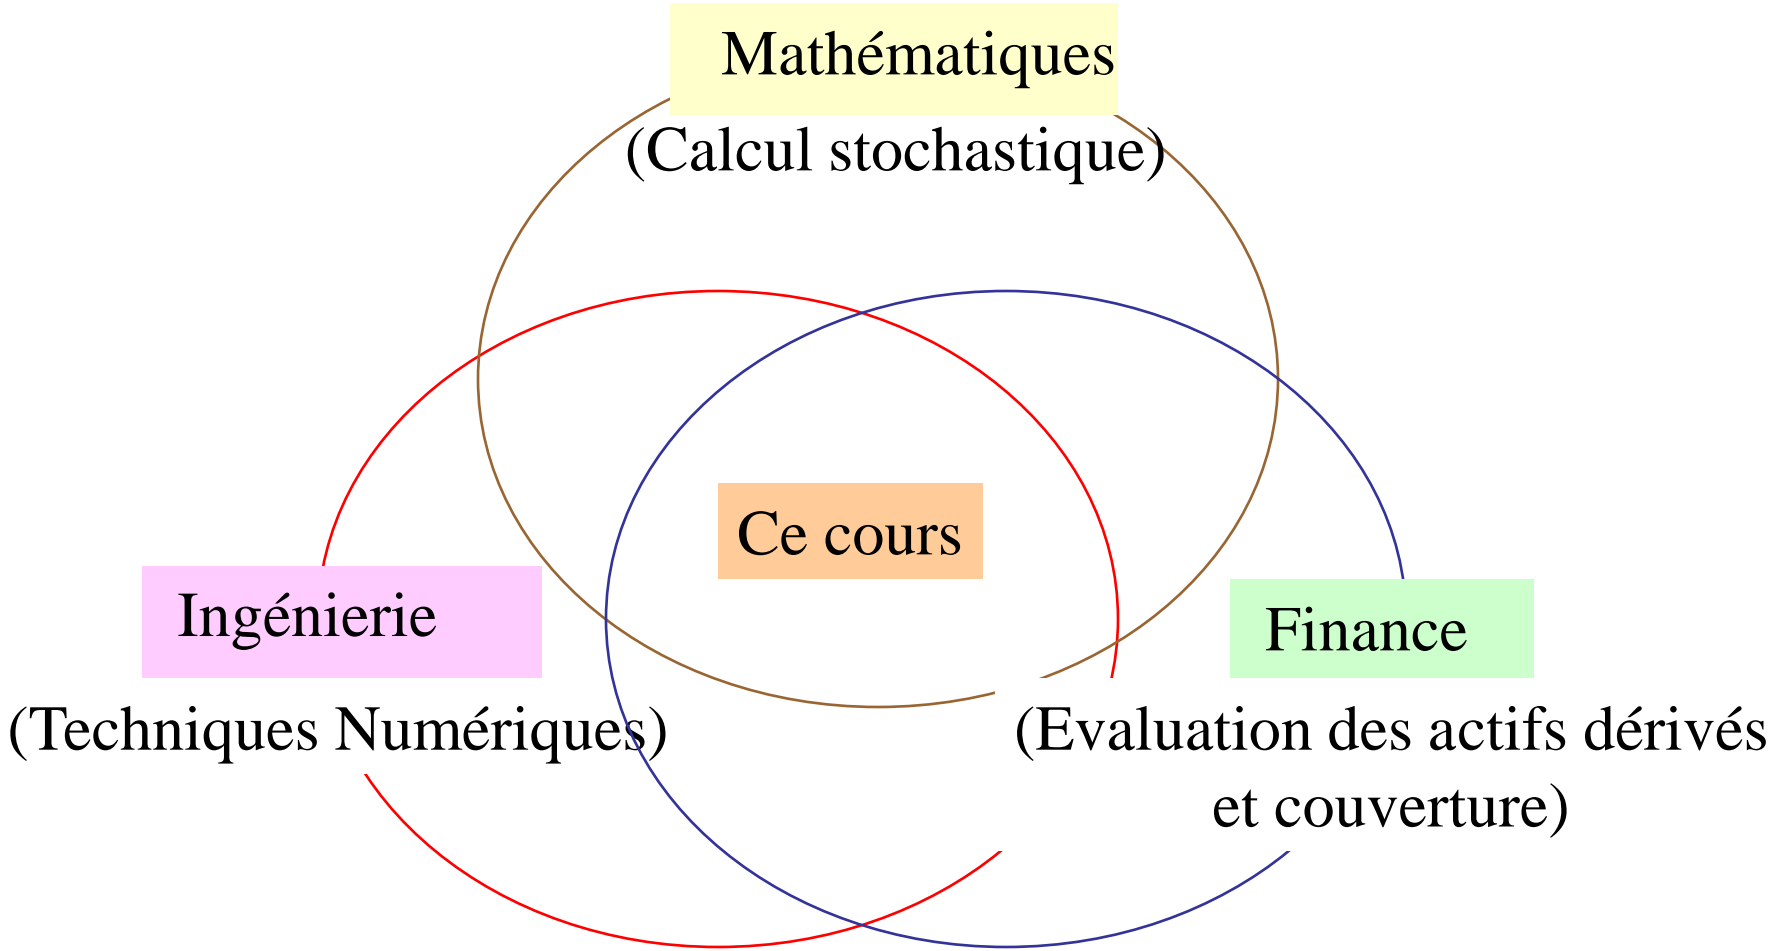 Mathématiques
(Calcul stochastique)
Ce cours
Ingénierie
(Techniques Numériques)
Finance
(Evaluation des actifs dérivés
et couverture)